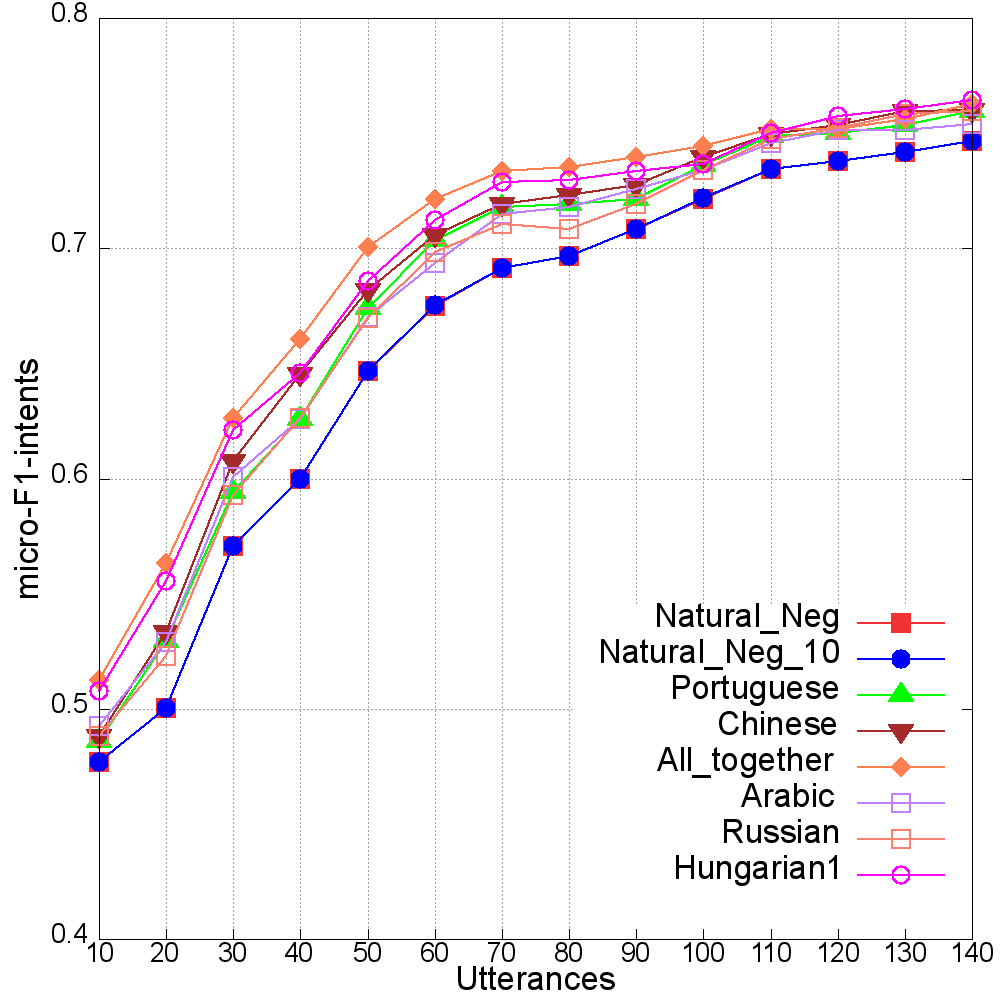 0.8
0.7
0.6
0.5
0.4
micro-F1-intents
Natural_Neg
Natural_Neg_10
Portuguese
Chinese
All_together
Arabic
Russian
Hungarian1
10 20 30 40 50 60 70 80 90 100 110 120 130 140
Utterances